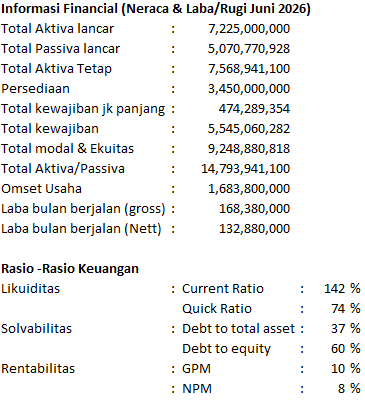 Informasi Financial (Neraca & Laba/Rugi Juni 2026)
Total Aktiva lancar : 7,225,000,000
Total Passiva lancar : 5,070,770,928
Total Aktiva Tetap : 7,568,941,100
Persediaan : 3,450,000,000
Total kewajiban jk panjang : 474,289,354
Total kewajiban : 5,545,060,282
Total modal & Ekuitas : 9,248,880,818
Total Aktiva/Passiva : 14,793,941,100
Omset Usaha : 1,683,800,000
Laba bulan berjalan (gross) : 168,380,000
Laba bulan berjalan (Nett) : 132,880,000
Rasio -Rasio Keuangan
Likuiditas : Current Ratio : 142 %
Quick Ratio : 74 %
Solvabilitas : Debt to total asset : 37 %
Debt to equity : 60 %
Rentabilitas : GPM : 10 %
: NPM : 8 %